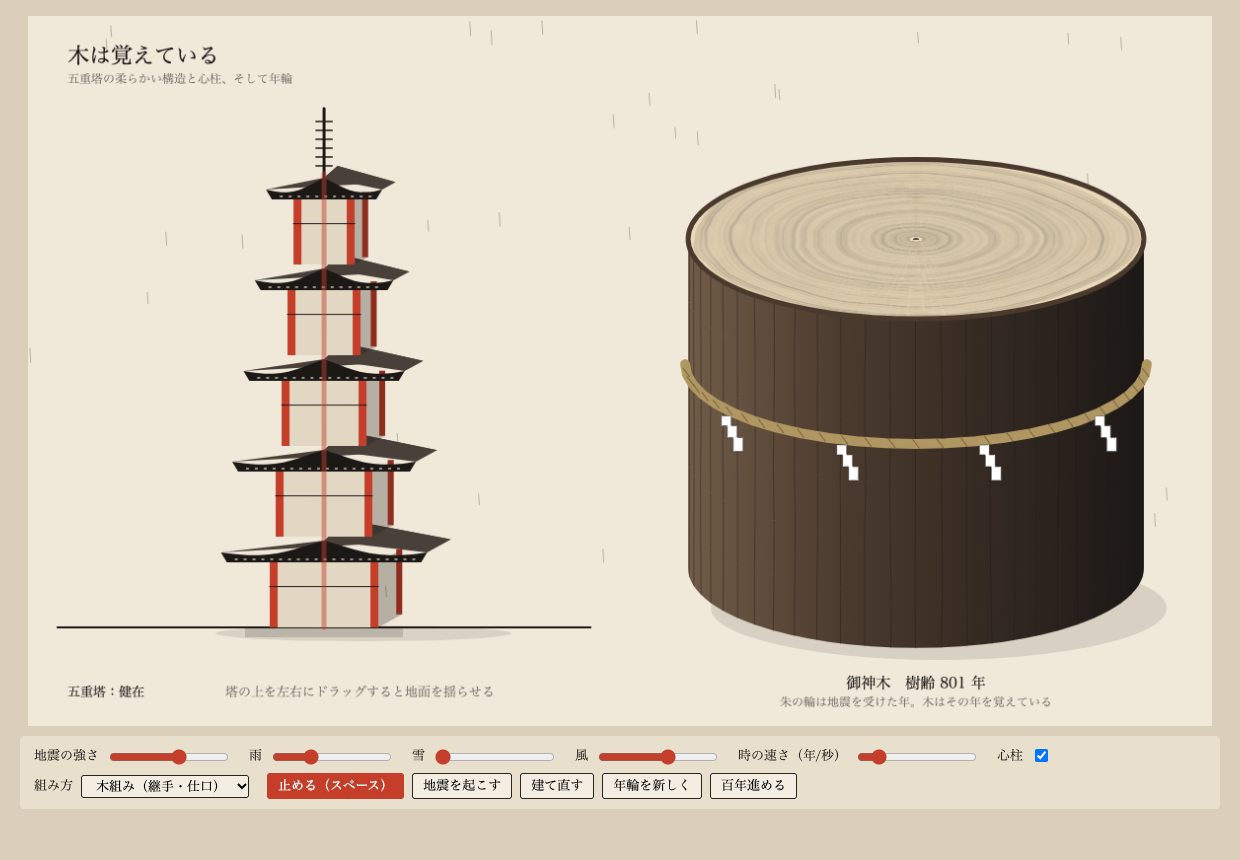 木は覚えている
五重塔の柔らかい構造と心柱、そして年輪
五重塔：健在
塔の上を左右にドラッグすると地面を揺らせる
御神木　樹齢 801 年
朱の輪は地震を受けた年。木はその年を覚えている
地震の強さ
雨
雪
風
時の速さ（年/秒）
心柱
組み方
木組み（継手・仕口）
止める（スペース）
地震を起こす
建て直す
年輪を新しく
百年進める